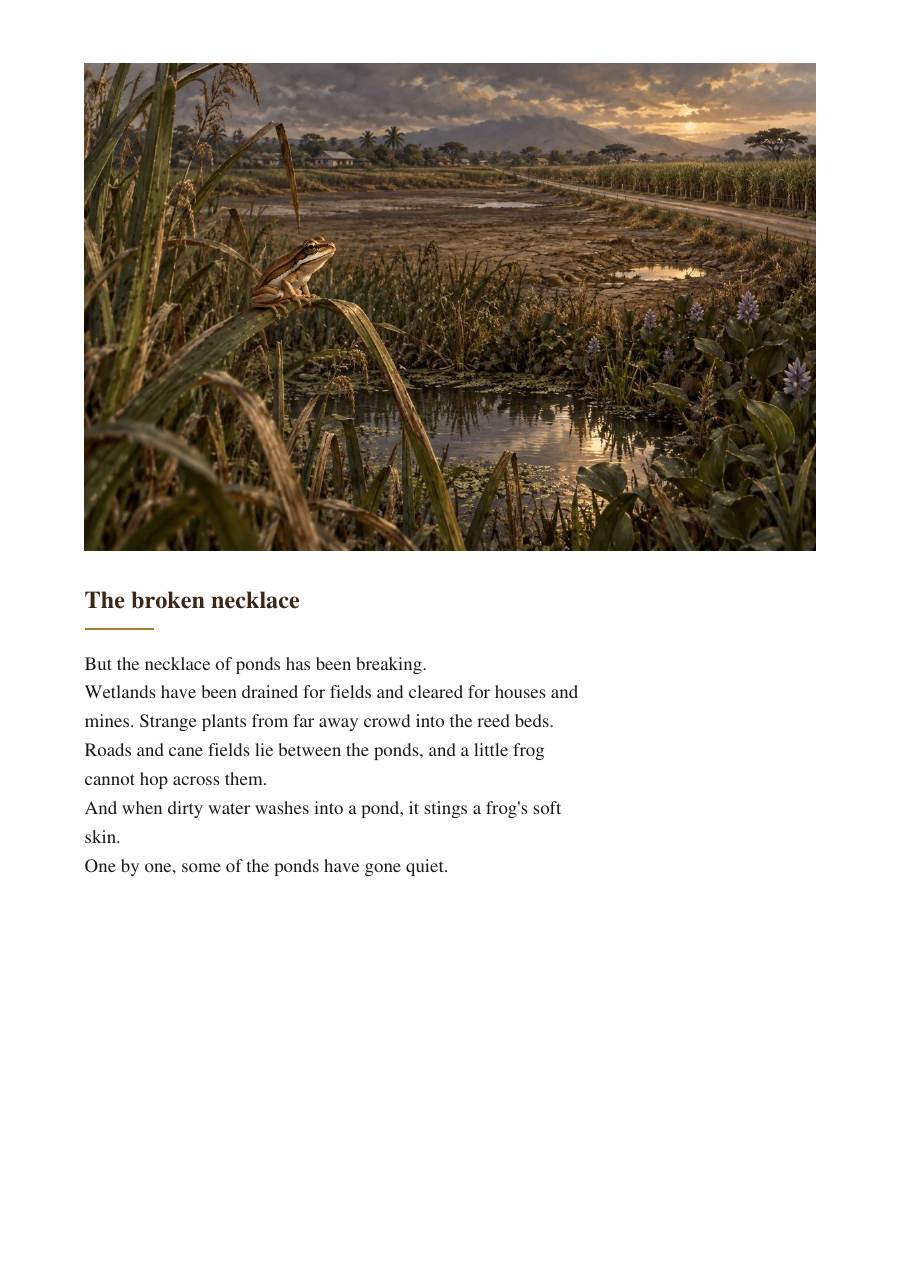 The broken necklace
But the necklace of ponds has been breaking.
Wetlands have been drained for fields and cleared for houses and
mines. Strange plants from far away crowd into the reed beds.
Roads and cane fields lie between the ponds, and a little frog
cannot hop across them.
And when dirty water washes into a pond, it stings a frog's soft
skin.
One by one, some of the ponds have gone quiet.